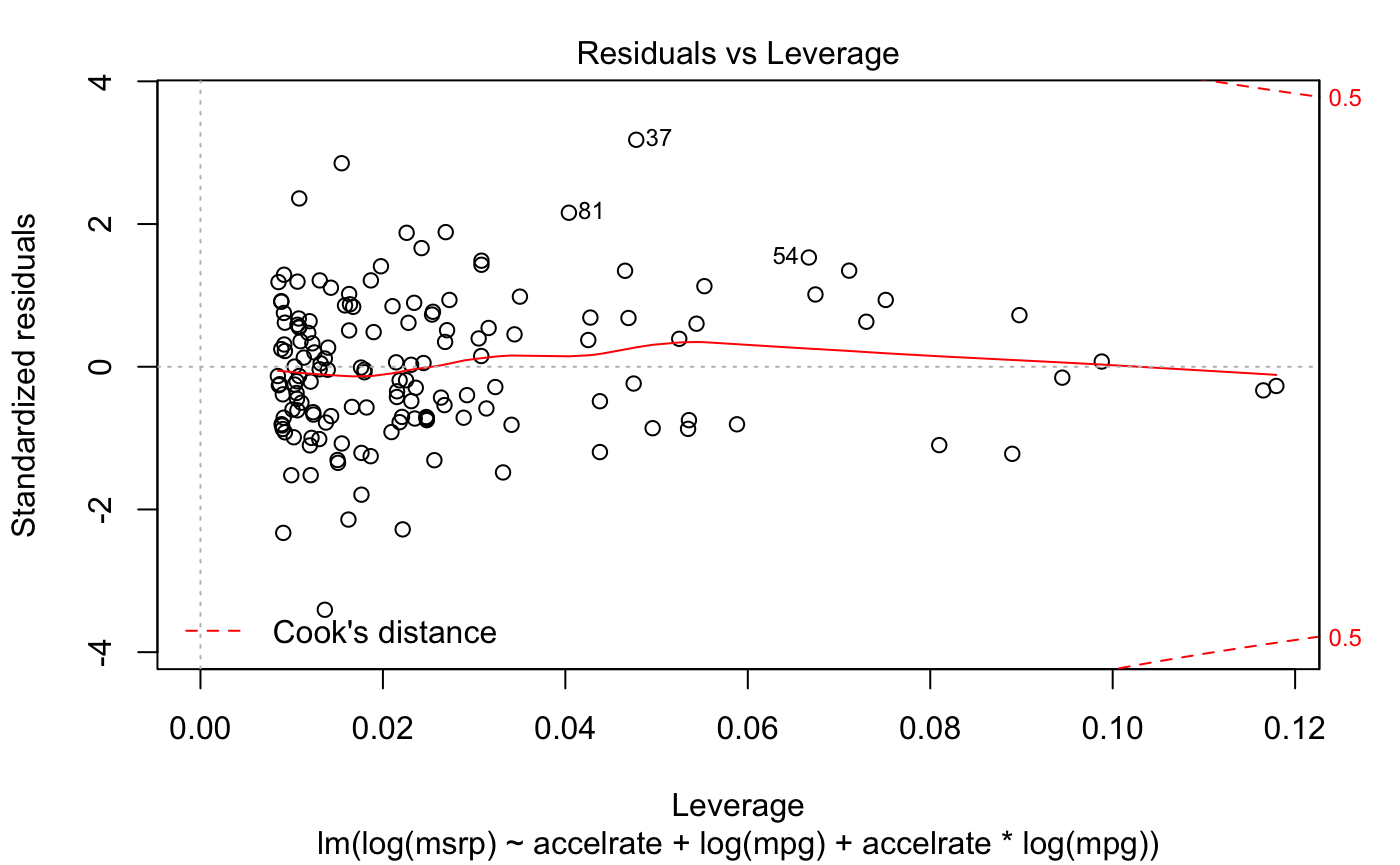 Residuals vs Leverage
Standardized residuals
4
2
0
-2
-4
0.5
37
81
54
0.5
Cook's distance
0.00 0.02 0.04 0.06 0.08 0.10 0.12
Leverage
lm(log(msrp) ~ accelrate + log(mpg) + accelrate * log(mpg))